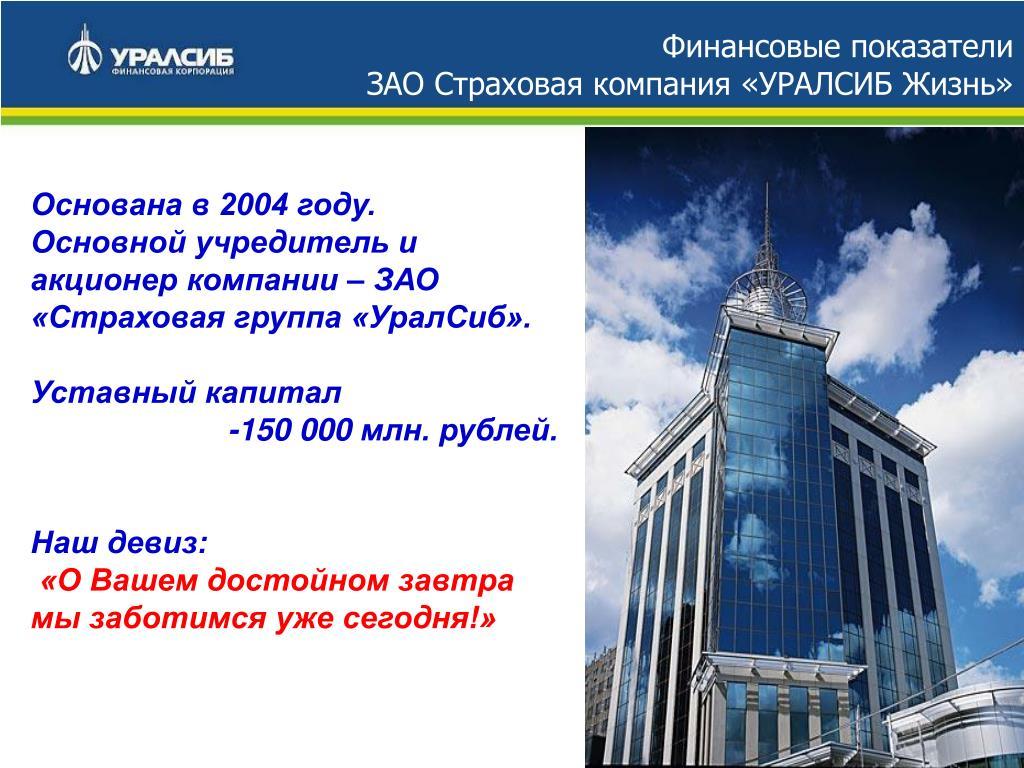 УРАЛСИБ
ФИНАНСОВАЯ КОРПОРАЦИЯ
Финансовые показатели
ЗАО Страховая компания «УРАЛСИБ Жизнь»
Основана в 2004 году.
Основной учредитель и
акционер компании – ЗАО
«Страховая группа «УралСиб».
Уставный капитал
-150 000 млн. рублей.
Наш девиз:
«О Вашем достойном завтра
мы заботимся уже сегодня!»